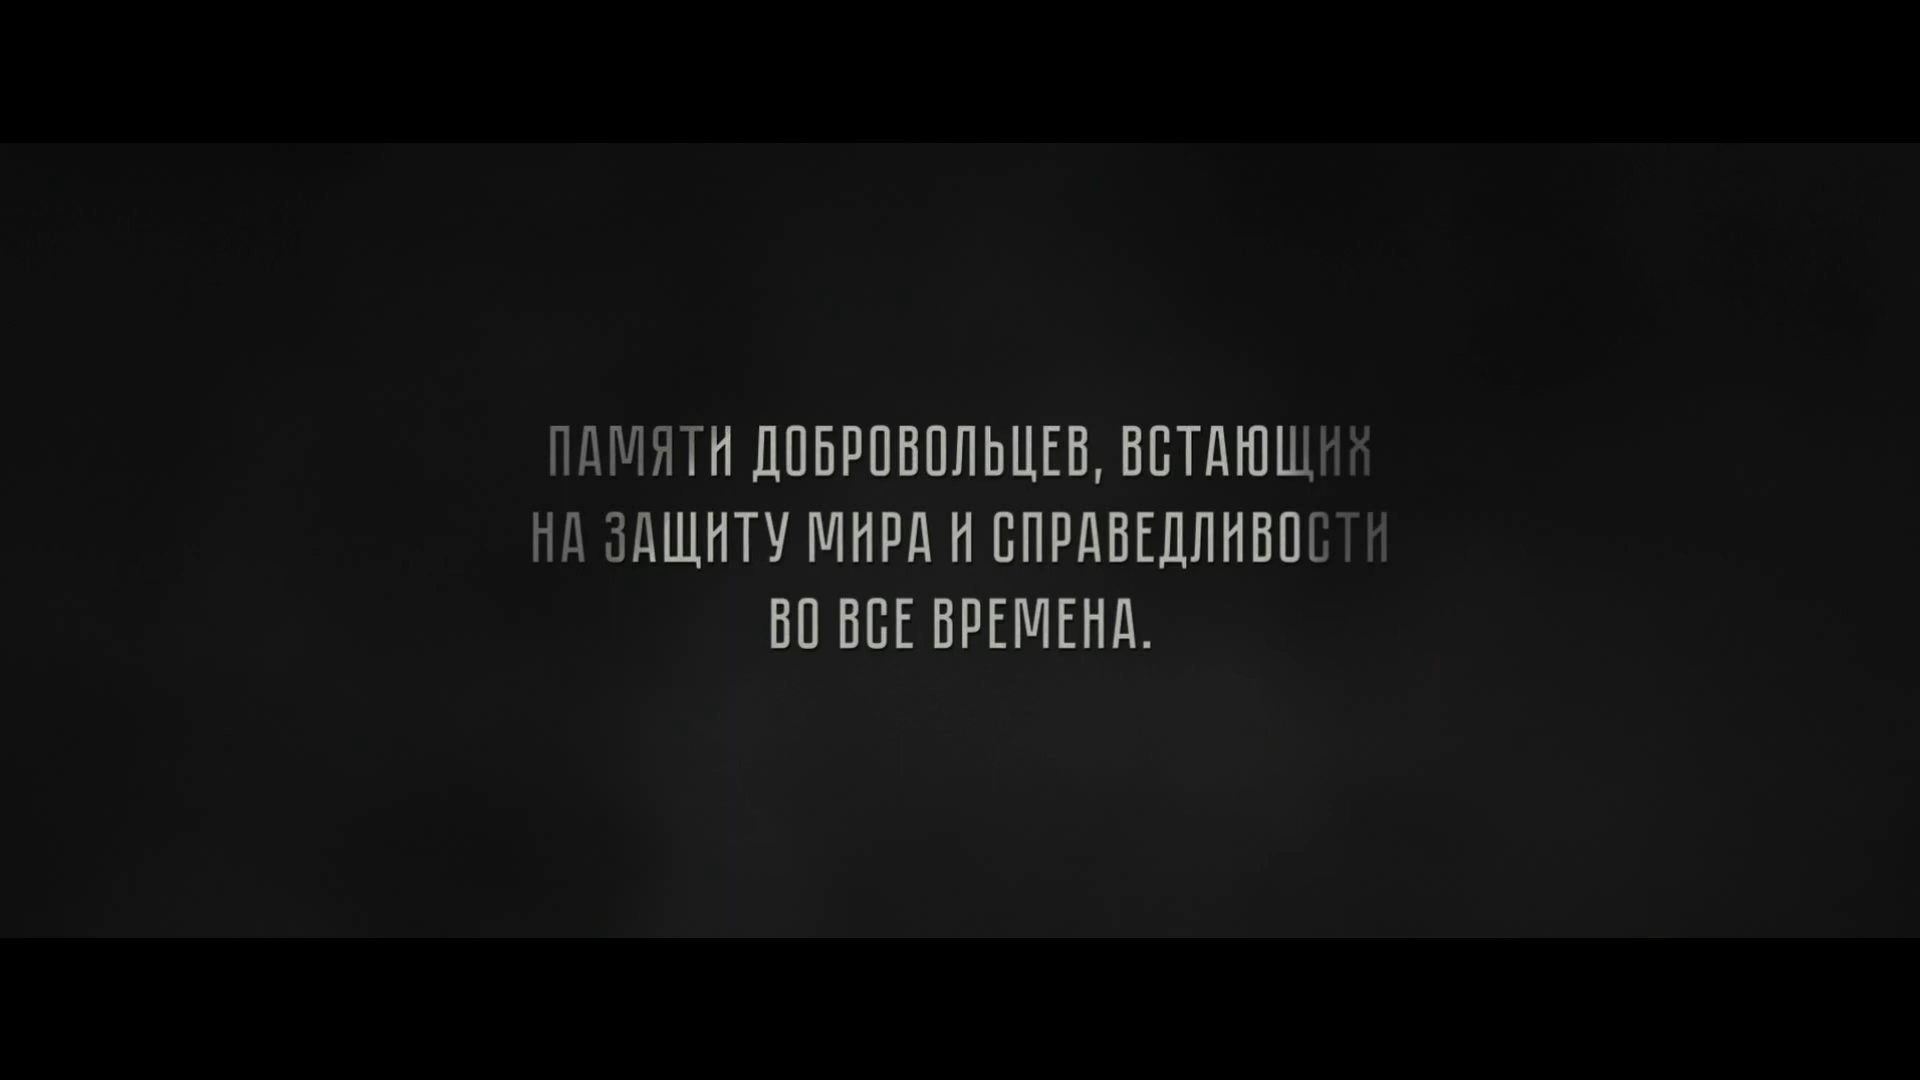 ПАМЯТИ ДОБРОВОЛЬЦЕВ, ВСТАЮЩИХ
НА ЗАЩИТУ МИРА И СПРАВЕДЛИВОСТИ
ВО ВСЕ ВРЕМЕНА.